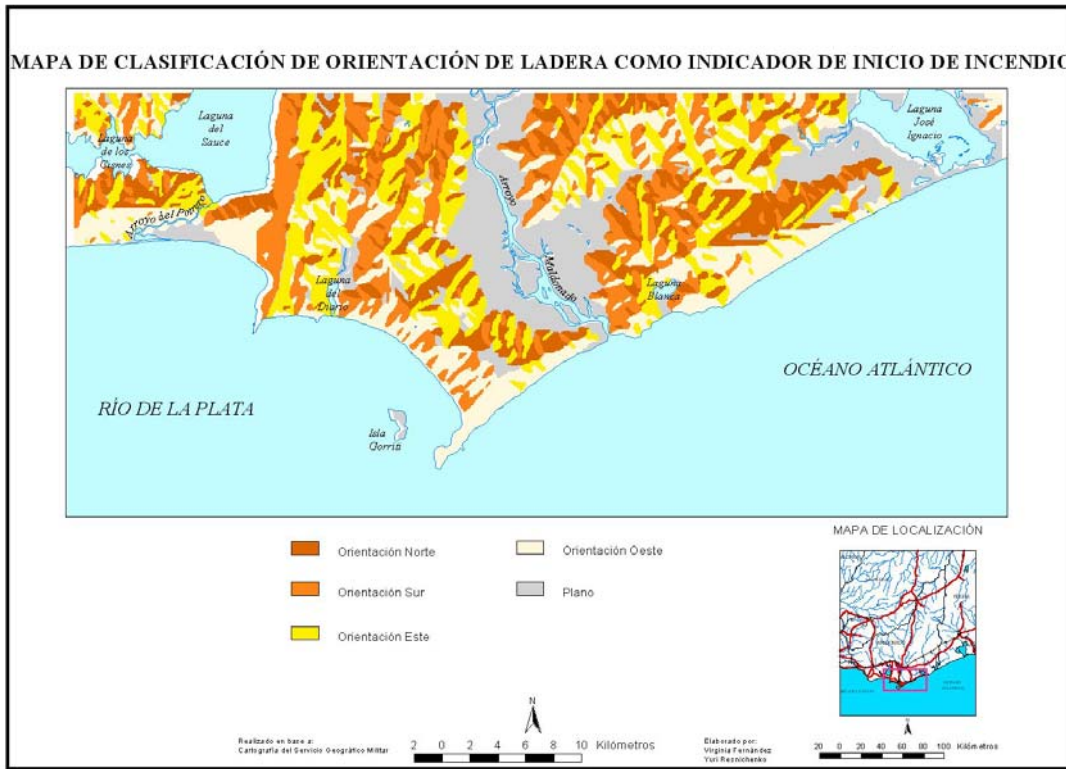 MAPA DE CLASIFICACIÓN DE ORIENTACIÓN DE LADERA COMO INDICADOR DE INICIO DE INCENDIO
Laguna
del
Sauce
Laguna
de los
Cisnes
Arroyo del Potrero
Laguna
del
Diario
Arroyo
Maldonado
Laguna
Blanca
Laguna
José
Ignacio
RÍO DE LA PLATA
Isla
Gorriti
OCÉANO ATLÁNTICO
Orientación Norte
Orientación Sur
Orientación Este
Orientación Oeste
Plano
MAPA DE LOCALIZACIÓN
N
Realizado en base a:
Cartografía del Servicio Geográfico Militar
2 0 2 4 6 8 10 Kilómetros
Elaborado por:
Virginia Fernández
Yuri Resnichenko
N
20 0 20 40 60 80 100 Kilómetros